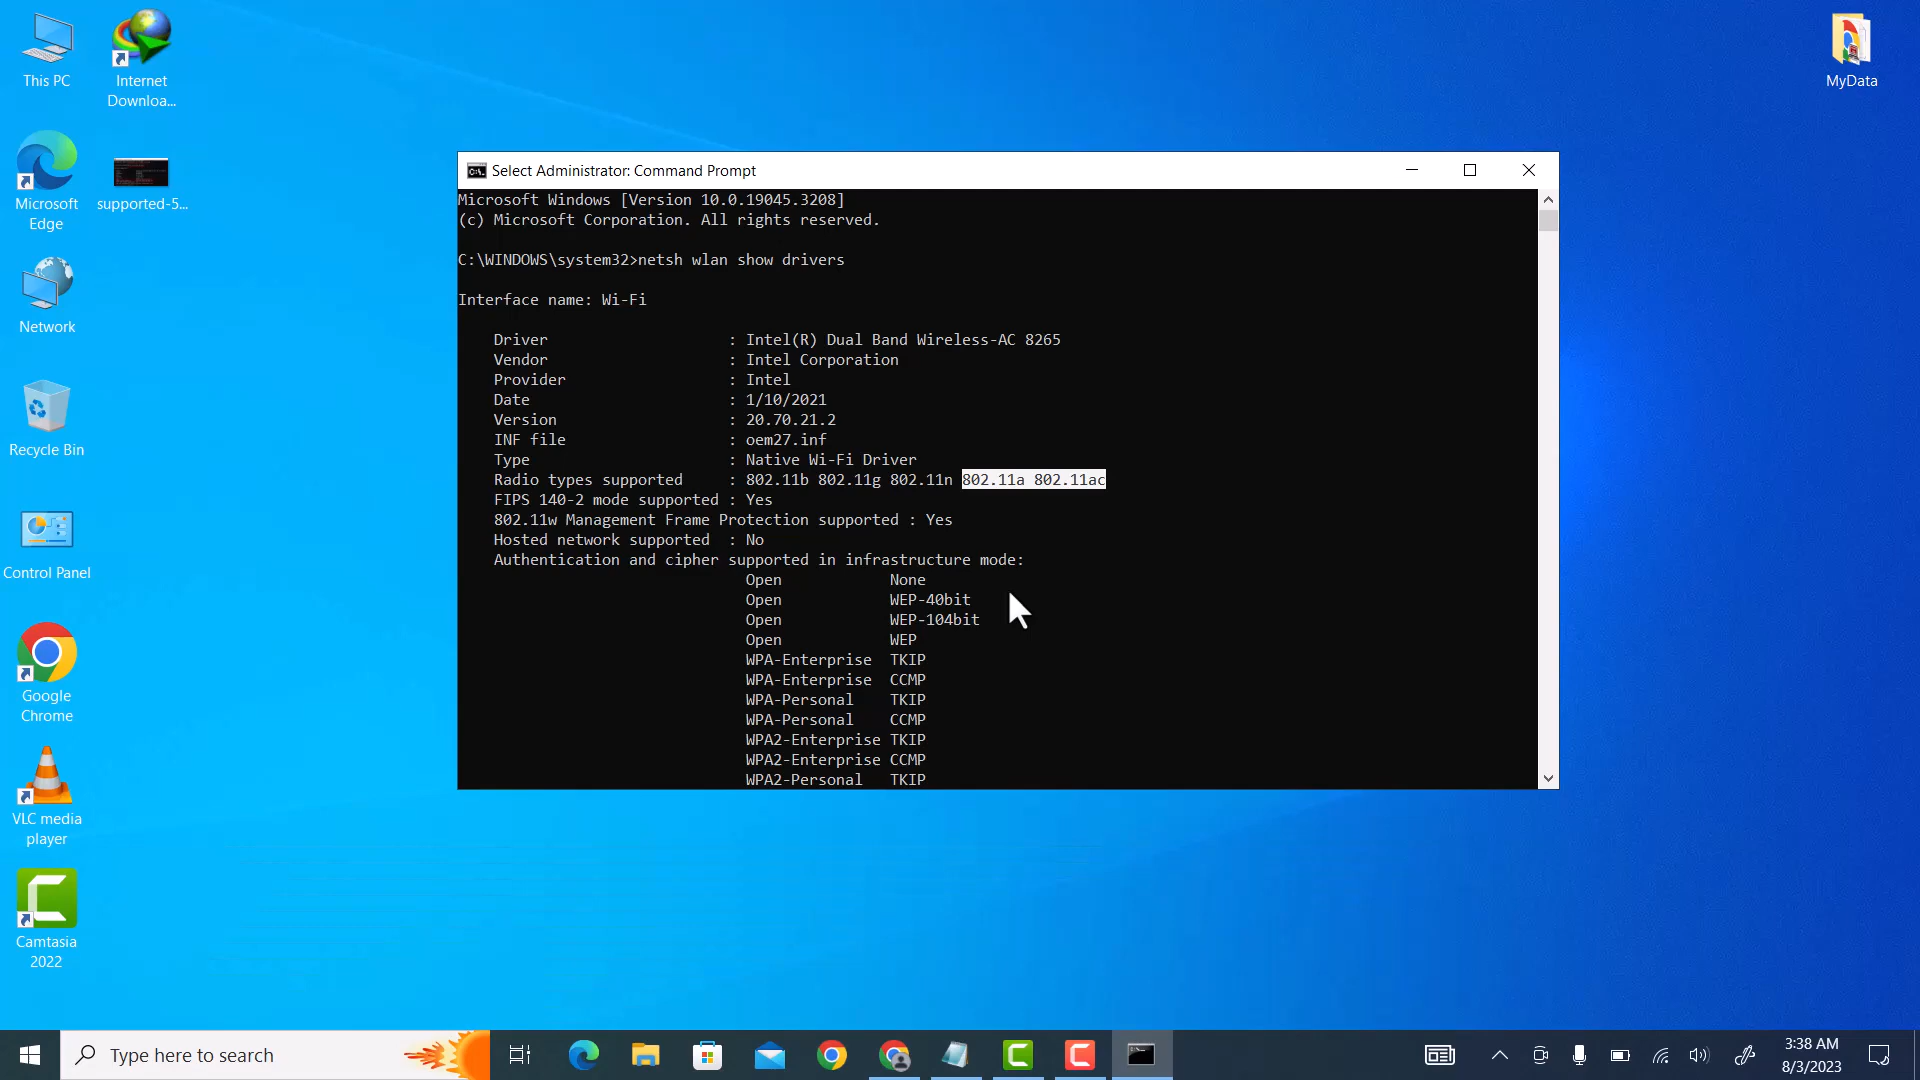 This PC
Internet
Downloa...
MyData
Microsoft
Edge
supported-5...
Network
Recycle Bin
Control Panel
Google
Chrome
VLC media
player
Camtasia
2022
Select Administrator: Command Prompt
Microsoft Windows [Version 10.0.19045.3208]
(c) Microsoft Corporation. All rights reserved.
C:\WINDOWS\system32>netsh wlan show drivers
Interface name: Wi-Fi
Driver : Intel(R) Dual Band Wireless-AC 8265
Vendor : Intel Corporation
Provider : Intel
Date : 1/10/2021
Version : 20.70.21.2
INF file : oem27.inf
Type : Native Wi-Fi Driver
Radio types supported : 802.11b 802.11g 802.11n 802.11a 802.11ac
FIPS 140-2 mode supported : Yes
802.11w Management Frame Protection supported : Yes
Hosted network supported : No
Authentication and cipher supported in infrastructure mode:
Open None
Open WEP-40bit
Open WEP-104bit
Open WEP
WPA-Enterprise TKIP
WPA-Enterprise CCMP
WPA-Personal TKIP
WPA-Personal CCMP
WPA2-Enterprise TKIP
WPA2-Enterprise CCMP
WPA2-Personal TKIP
Type here to search
3:38 AM
8/3/2023